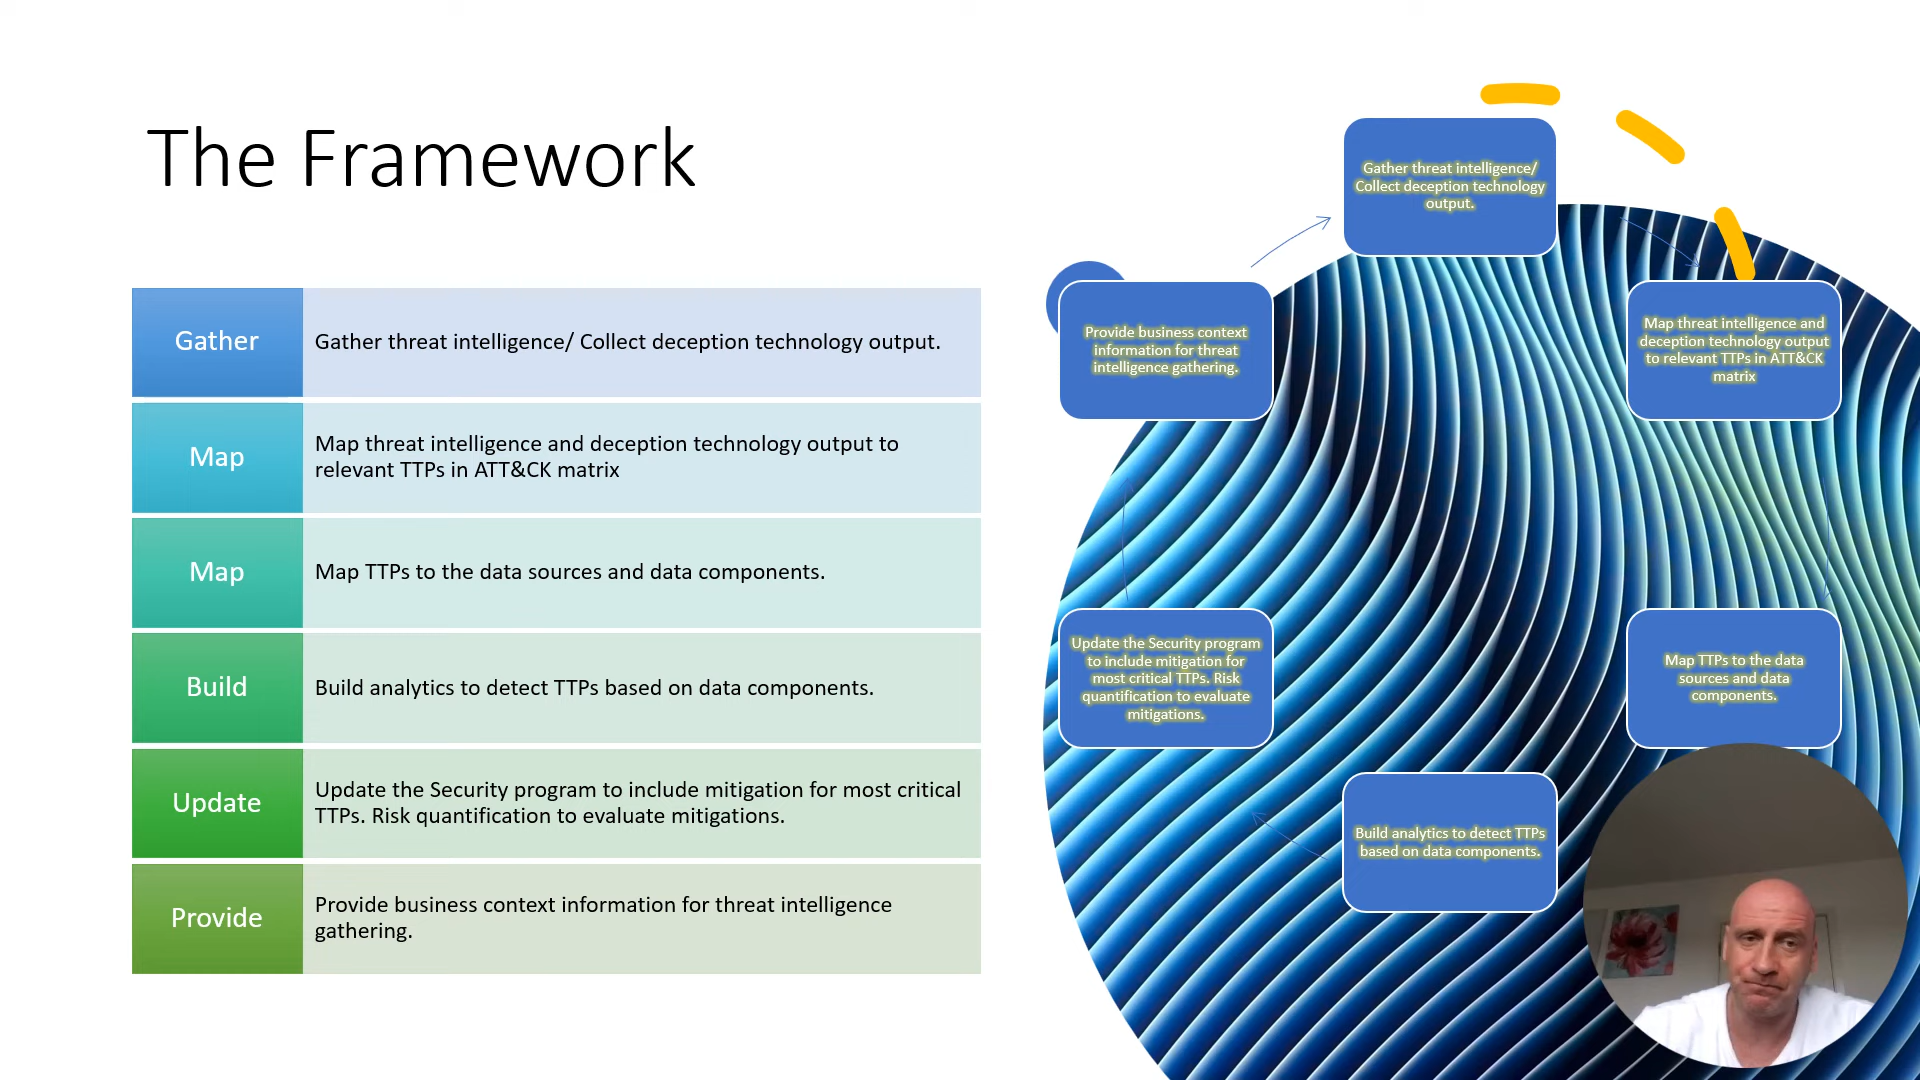 The Framework
Gather
Gather threat intelligence/ Collect deception technology output.
Map
Map threat intelligence and deception technology output to
relevant TTPs in ATT&CK matrix
Map
Map TTPs to the data sources and data components.
Build
Build analytics to detect TTPs based on data components.
Update
Update the Security program to include mitigation for most critical
TTPs. Risk quantification to evaluate mitigations.
Provide
Provide business context information for threat intelligence
gathering.
Gather threat intelligence/
Collect deception technology
output.
Map threat intelligence and
deception technology output
to relevant TTPs in ATT&CK
matrix
Map TTPs to the data
sources and data
components.
Build analytics to detect TTPs
based on data components.
Update the Security program
to include mitigation for
most critical TTPs. Risk
quantification to evaluate
mitigations.
Provide business context
information for threat
intelligence gathering.